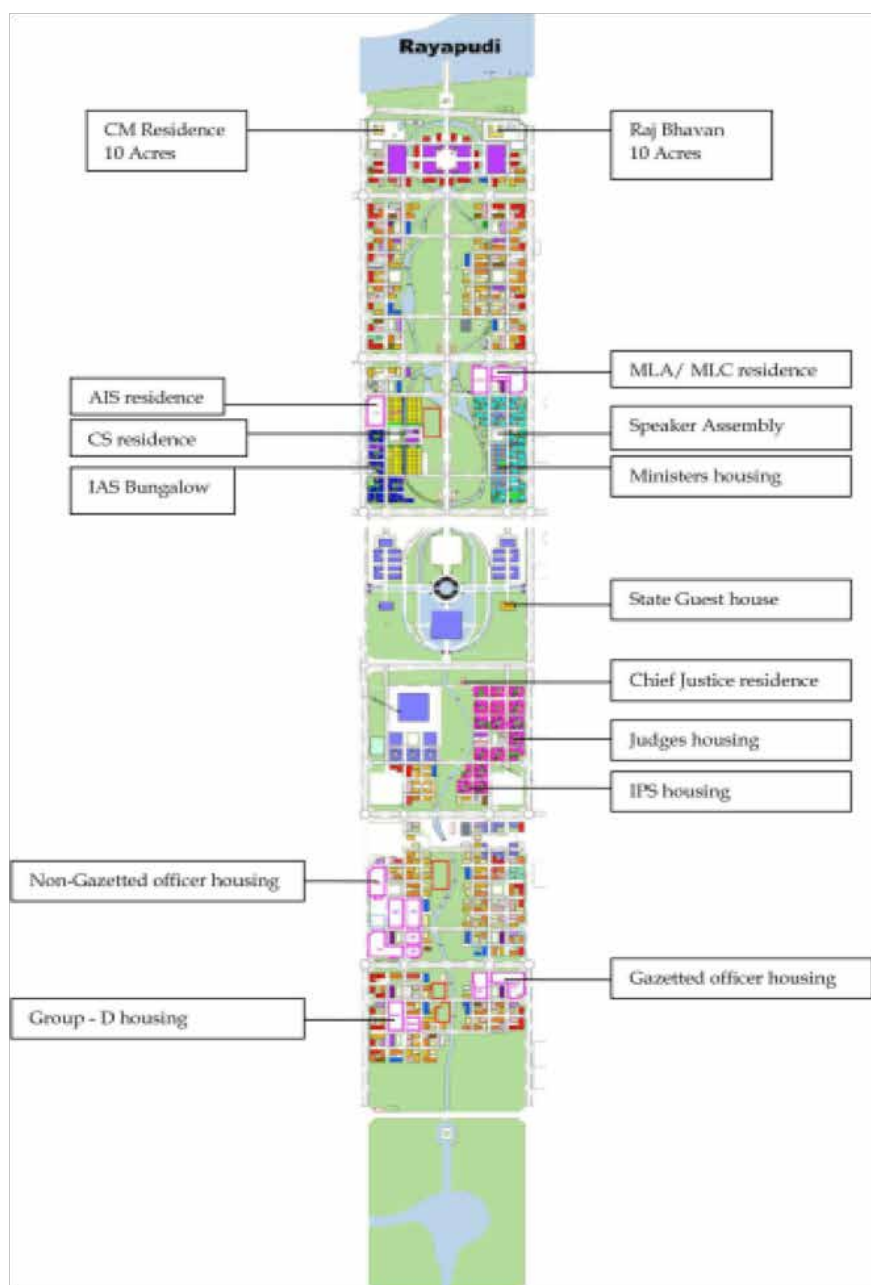 Rayapudi
CM Residence
10 Acres
Raj Bhavan
10 Acres
MLA/ MLC residence
AIS residence
Speaker Assembly
CS residence
Ministers housing
IAS Bungalow
State Guest house
Chief Justice residence
Judges housing
IPS housing
Non-Gazetted officer housing
Gazetted officer housing
Group - D housing